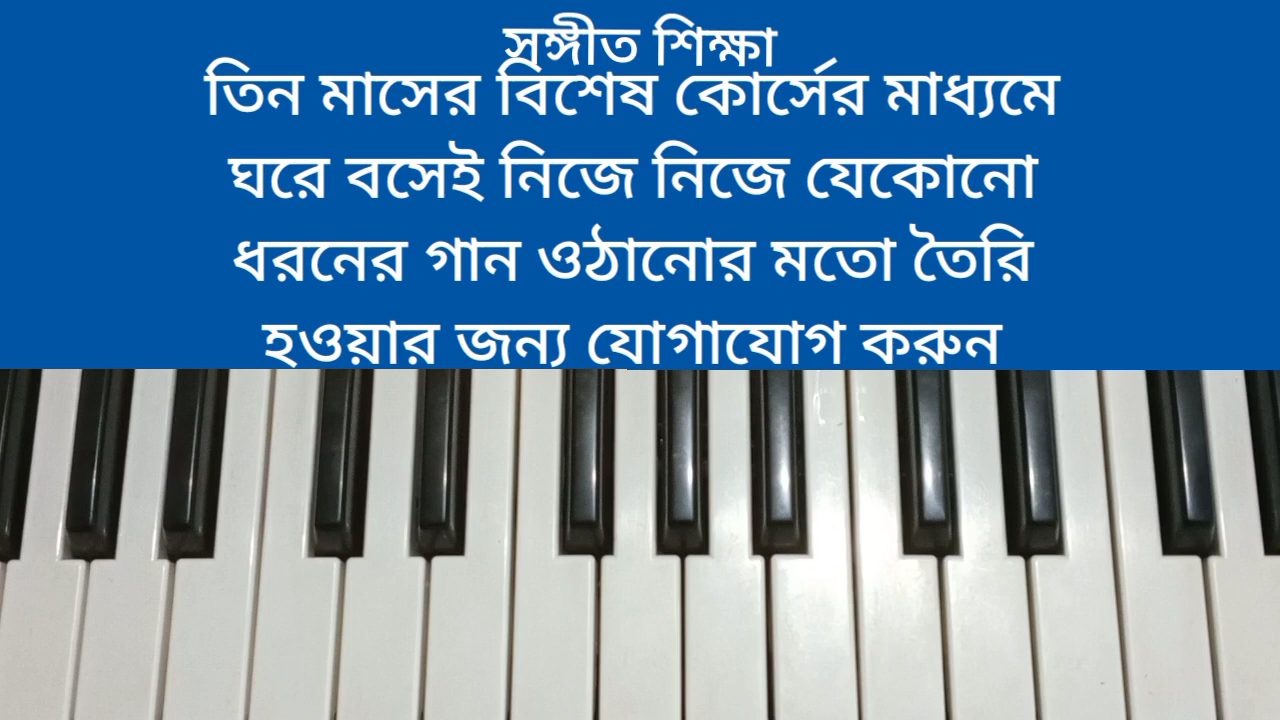 সঙ্গীত শিক্ষা
তিন মাসের বিশেষ কোর্সের মাধ্যমে
ঘরে বসেই নিজে নিজে যেকোনো
ধরনের গান ওঠানোর মতো তৈরি
হওয়ার জন্য যোগাযোগ করুন